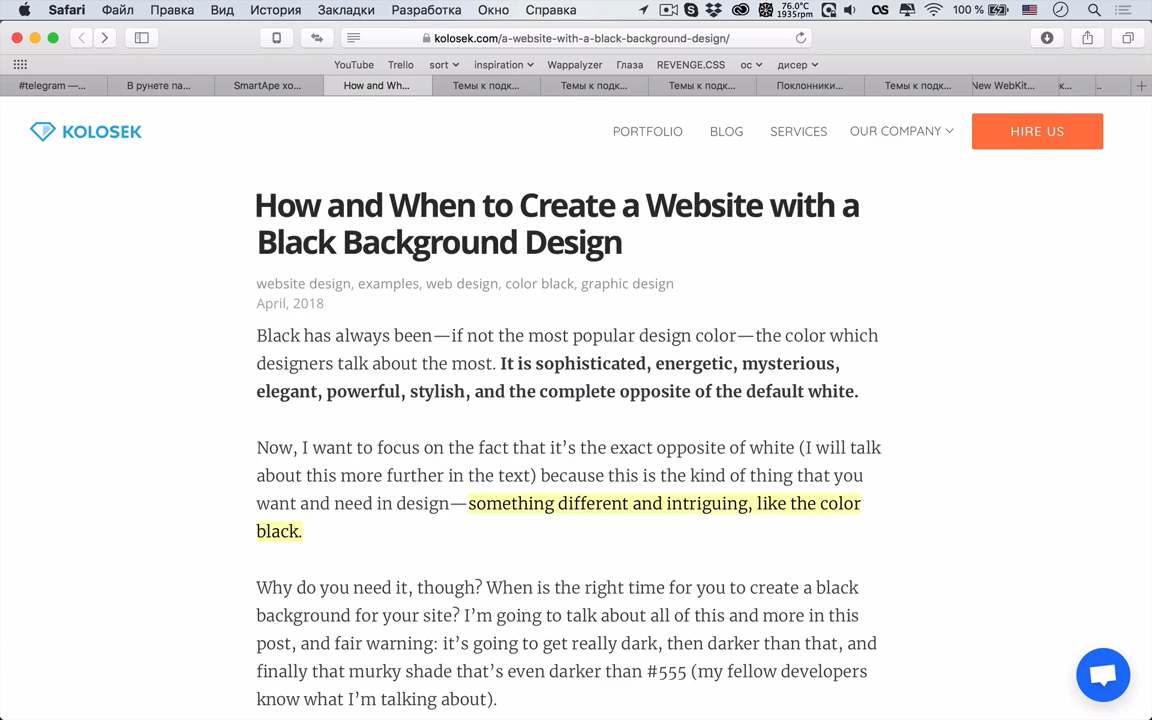 Safari Файл Правка Вид История Закладки Разработка Окно Справка 76.0°C 1935rpm 100 %
kolosek.com/a-website-with-a-black-background-design/
YouTube Trello sort inspiration Wappalyzer Глаза REVENGE.CSS ос дисер
#telegram —... В рунете па... SmartApe хо... How and Wh... Темы к подк... Темы к подк... Темы к подк... Поклонники... Темы к подк... New WebKit... к... ..
KOLOSEK PORTFOLIO BLOG SERVICES OUR COMPANY HIRE US
How and When to Create a Website with a
Black Background Design
website design, examples, web design, color black, graphic design
April, 2018
Black has always been—if not the most popular design color—the color which
designers talk about the most. It is sophisticated, energetic, mysterious,
elegant, powerful, stylish, and the complete opposite of the default white.
Now, I want to focus on the fact that it’s the exact opposite of white (I will talk
about this more further in the text) because this is the kind of thing that you
want and need in design—something different and intriguing, like the color
black.
Why do you need it, though? When is the right time for you to create a black
background for your site? I’m going to talk about all of this and more in this
post, and fair warning: it’s going to get really dark, then darker than that, and
finally that murky shade that’s even darker than #555 (my fellow developers
know what I’m talking about).